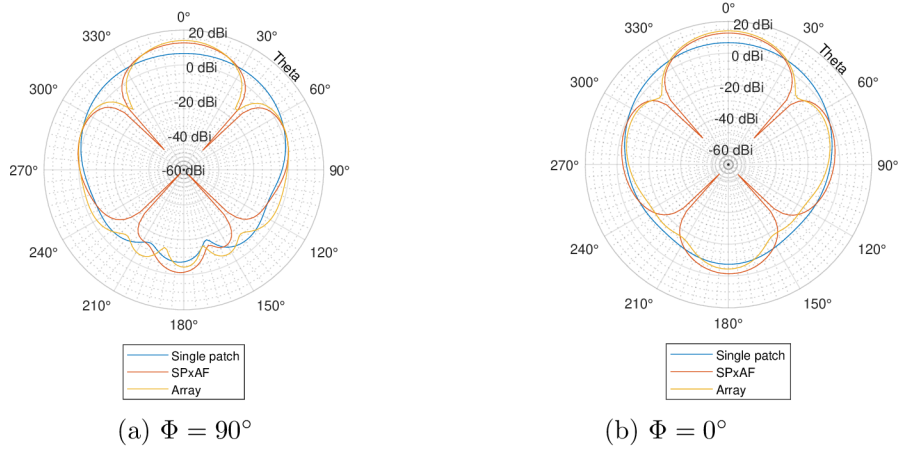 0°
20 dBi
330°
30°
Theta
0 dBi
300°
60°
-20 dBi
-40 dBi
270°
-60 dBi
90°
240°
120°
210°
150°
180°
Single patch
SPxAF
Array
(a) Φ = 90°
0°
20 dBi
330°
30°
Theta
0 dBi
300°
60°
-20 dBi
-40 dBi
-60 dBi
270°
90°
240°
120°
210°
150°
180°
Single patch
SPxAF
Array
(b) Φ = 0°